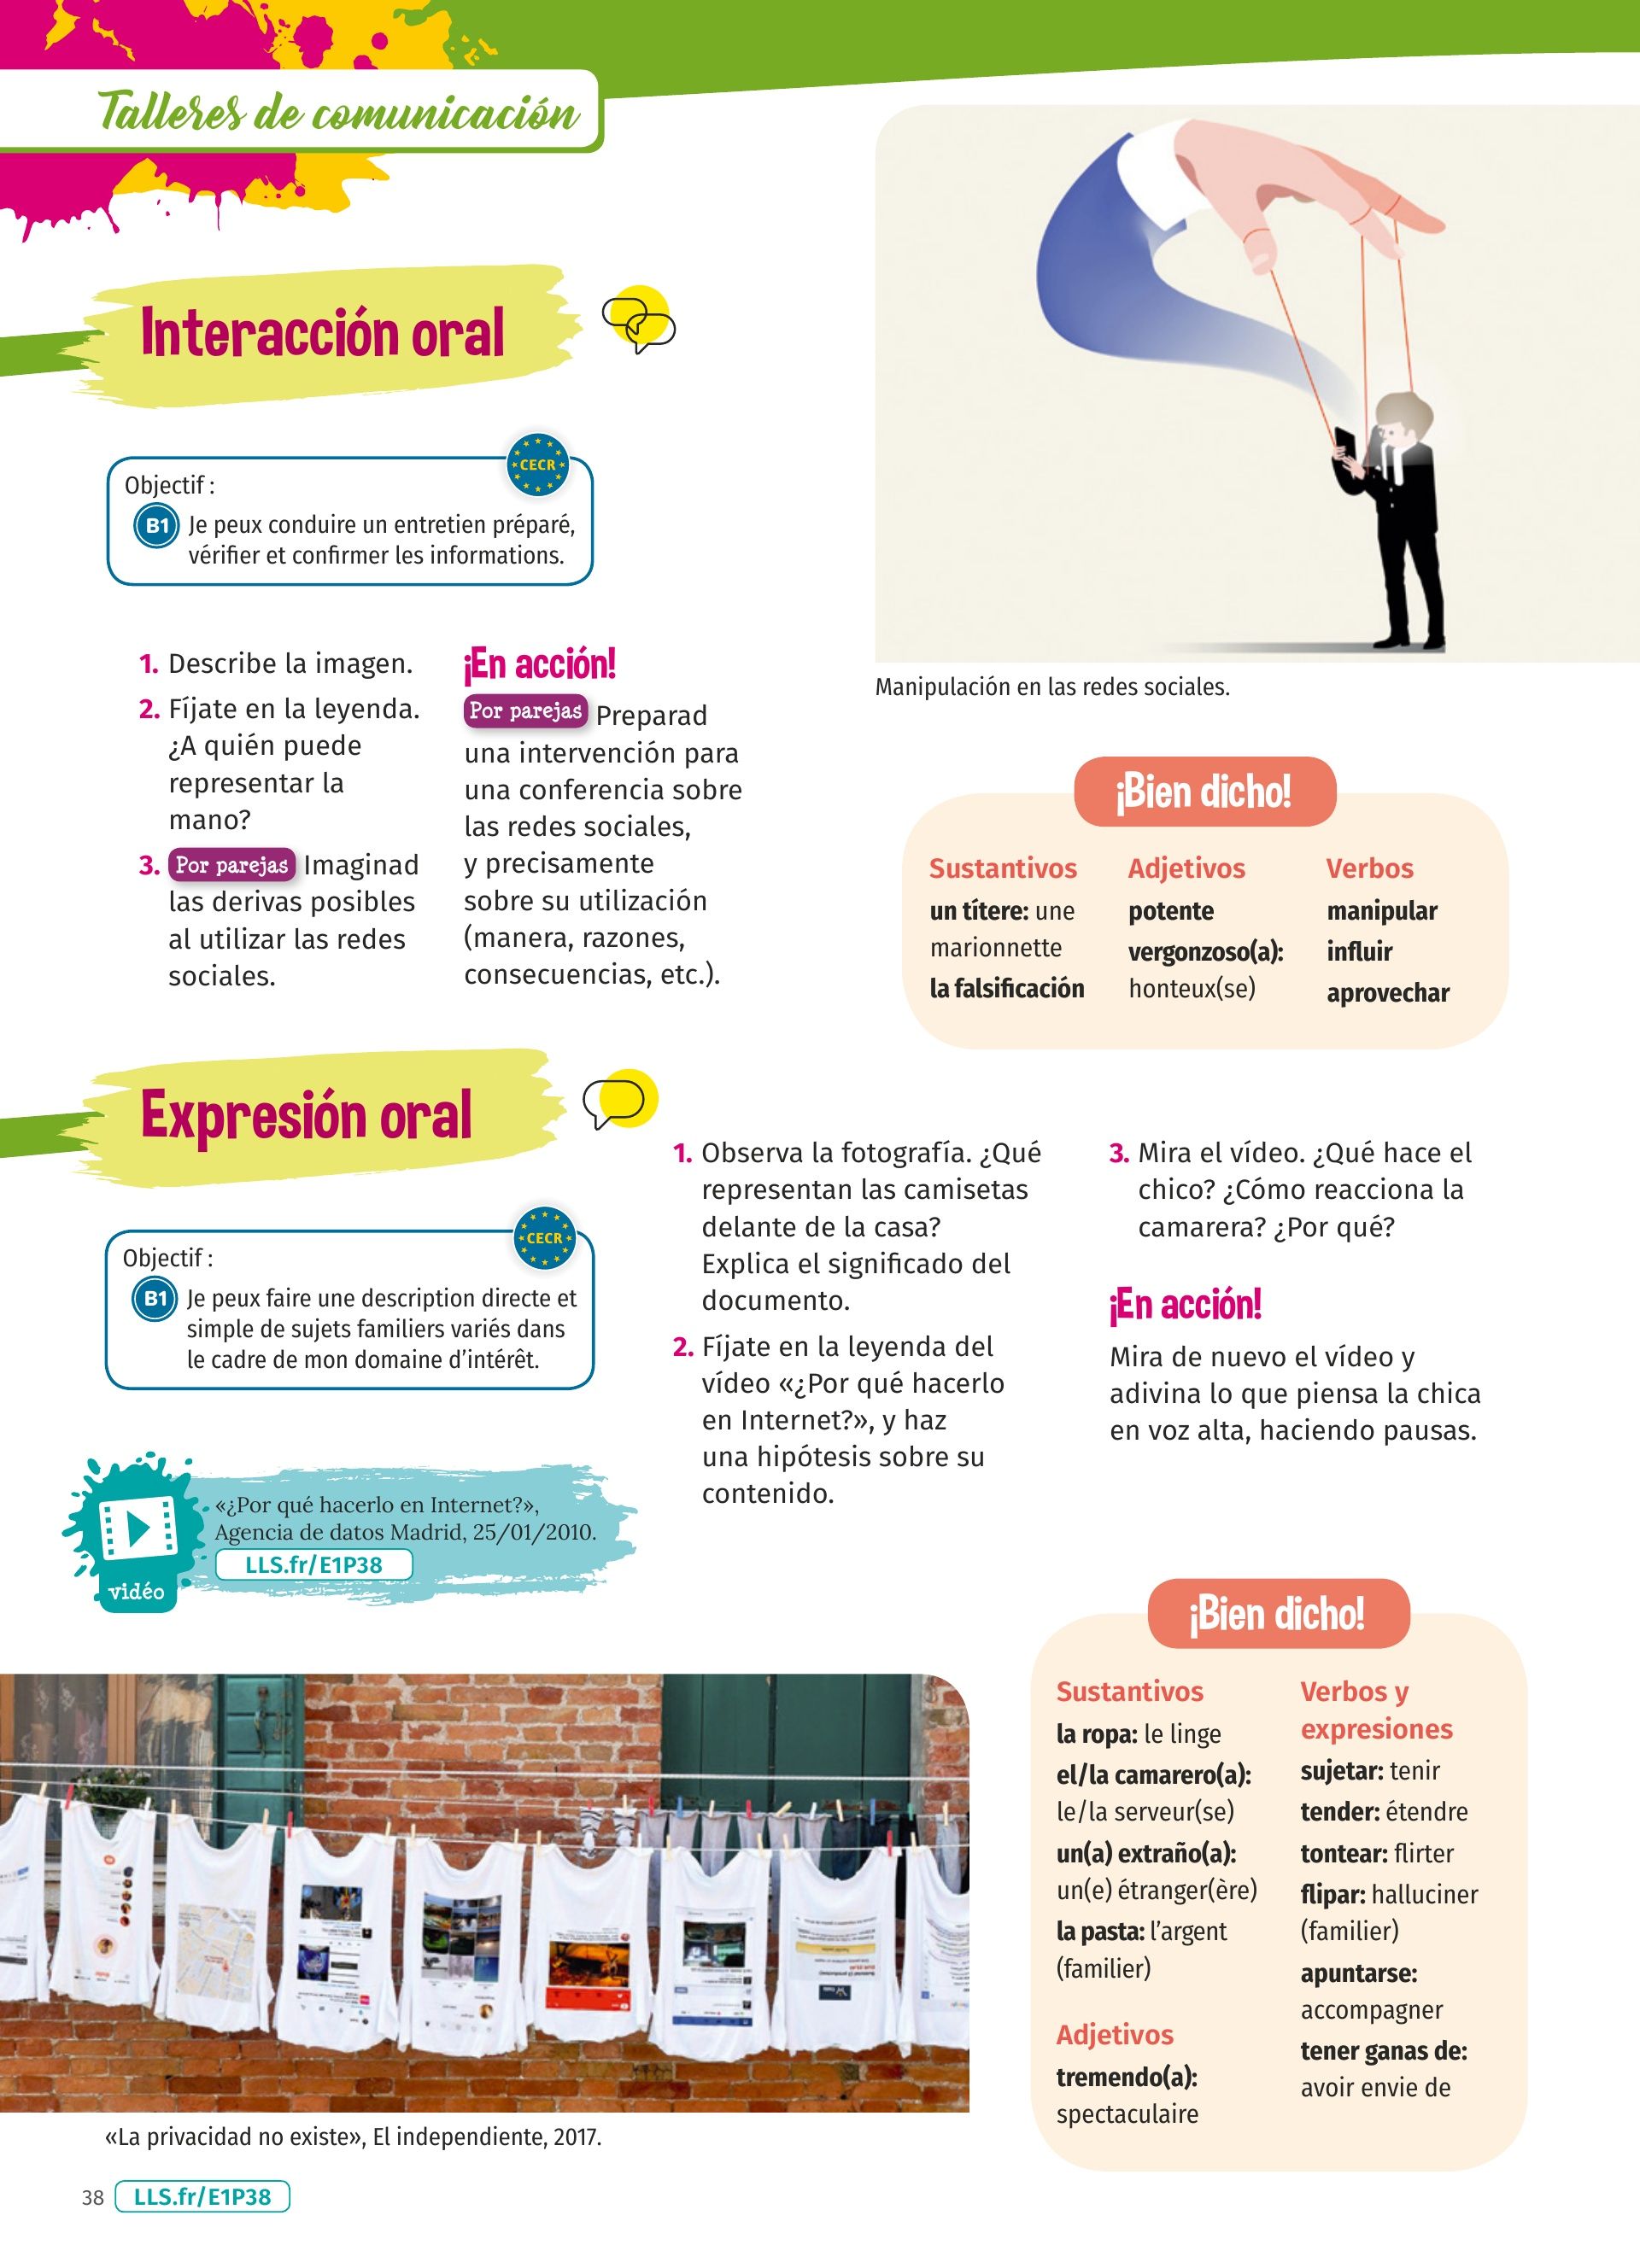 Talleres de comunicación
Interacción oral
CECR
Objectif :
B1 Je peux conduire un entretien préparé,
vérifier et confirmer les informations.
1. Describe la imagen.
2. Fíjate en la leyenda.
¿A quién puede
representar la
mano?
3. Por parejas Imaginad
las derivas posibles
al utilizar las redes
sociales.
¡En acción!
Por parejas Preparad
una intervención para
una conferencia sobre
las redes sociales,
y precisamente
sobre su utilización
(manera, razones,
consecuencias, etc.).
Manipulación en las redes sociales.
¡Bien dicho!
Sustantivos
un títere: une
marionnette
la falsificación
Adjetivos
potente
vergonzoso(a):
honteux(se)
Verbos
manipular
influir
aprovechar
Expresión oral
CECR
Objectif :
B1 Je peux faire une description directe et
simple de sujets familiers variés dans
le cadre de mon domaine d'intérêt.
«¿Por qué hacerlo en Internet?»,
Agencia de datos Madrid, 25/01/2010.
LLS.fr/E1P38
vidéo
1. Observa la fotografía. ¿Qué
representan las camisetas
delante de la casa?
Explica el significado del
documento.
2. Fíjate en la leyenda del
vídeo «¿Por qué hacerlo
en Internet?», y haz
una hipótesis sobre su
contenido.
3. Mira el vídeo. ¿Qué hace el
chico? ¿Cómo reacciona la
camarera? ¿Por qué?
¡En acción!
Mira de nuevo el vídeo y
adivina lo que piensa la chica
en voz alta, haciendo pausas.
¡Bien dicho!
Sustantivos
la ropa: le linge
el/la camarero(a):
le/la serveur(se)
un(a) extraño(a):
un(e) étranger(ère)
la pasta: l'argent
(familier)
Adjetivos
tremendo(a):
spectaculaire
Verbos y
expresiones
sujetar: tenir
tender: étendre
tontear: flirter
flipar: halluciner
(familier)
apuntarse:
accompagner
tener ganas de:
avoir envie de
«La privacidad no existe», El independiente, 2017.
38 LLS.fr/E1P38